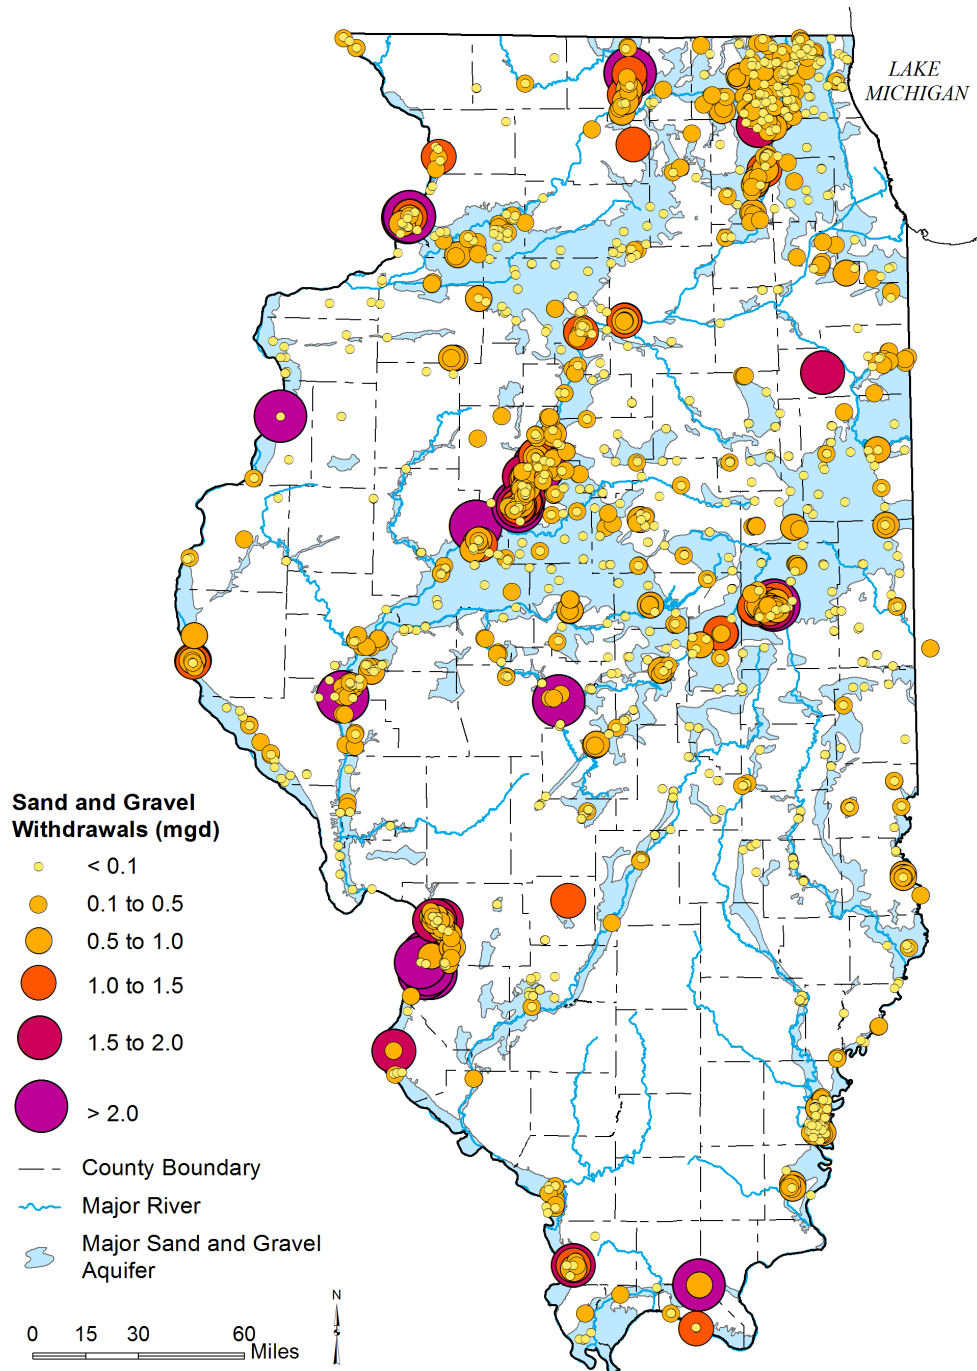 LAKE
MICHIGAN
Sand and Gravel
Withdrawals (mgd)
< 0.1
0.1 to 0.5
0.5 to 1.0
1.0 to 1.5
1.5 to 2.0
> 2.0
County Boundary
Major River
Major Sand and Gravel
Aquifer
N
0 15 30 60
Miles